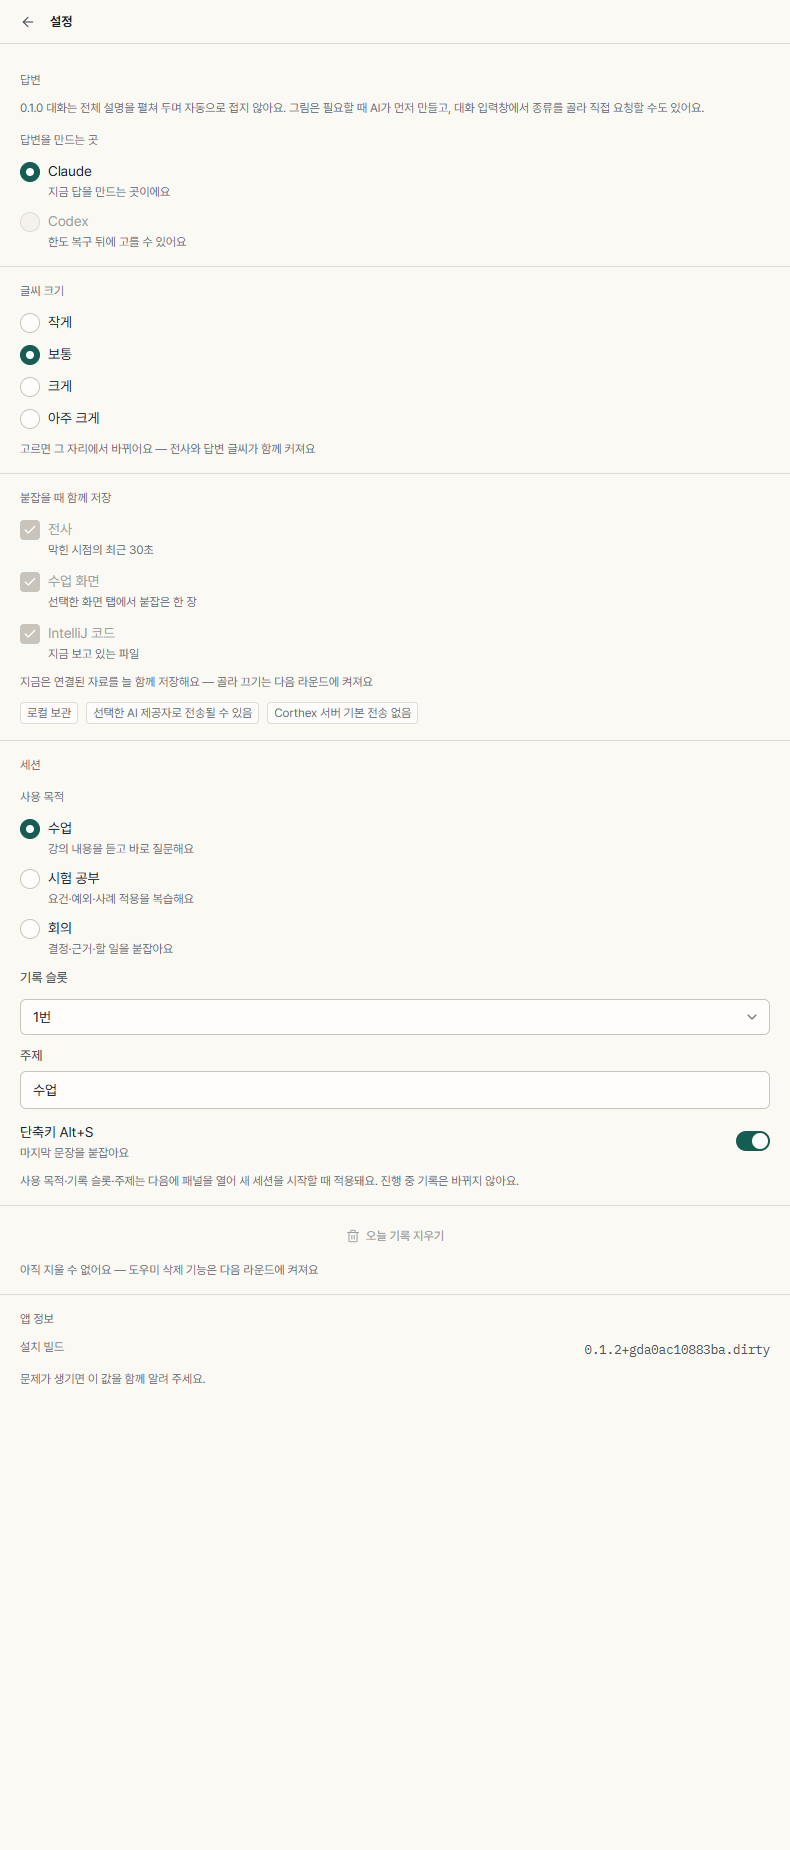 설정
답변
0.1.0 대화는 전체 설명을 펼쳐 두며 자동으로 접지 않아요. 그림은 필요할 때 AI가 먼저 만들고, 대화 입력창에서 종류를 골라 직접 요청할 수도 있어요.
답변을 만드는 곳
Claude
지금 답을 만드는 곳이에요
Codex
한도 복구 뒤에 고를 수 있어요
글씨 크기
작게
보통
크게
아주 크게
고르면 그 자리에서 바뀌어요 — 전사와 답변 글씨가 함께 커져요
붙잡을 때 함께 저장
전사
막힌 시점의 최근 30초
수업 화면
선택한 화면 탭에서 붙잡은 한 장
IntelliJ 코드
지금 보고 있는 파일
지금은 연결된 자료를 늘 함께 저장해요 — 골라 끄기는 다음 라운드에 켜져요
로컬 보관
선택한 AI 제공자로 전송될 수 있음
Corthex 서버 기본 전송 없음
세션
사용 목적
수업
강의 내용을 듣고 바로 질문해요
시험 공부
요건·예외·사례 적용을 복습해요
회의
결정·근거·할 일을 붙잡아요
기록 슬롯
1번
주제
수업
단축키 Alt+S
마지막 문장을 붙잡아요
사용 목적·기록 슬롯·주제는 다음에 패널을 열어 새 세션을 시작할 때 적용돼요. 진행 중 기록은 바뀌지 않아요.
오늘 기록 지우기
아직 지울 수 없어요 — 도우미 삭제 기능은 다음 라운드에 켜져요
앱 정보
설치 빌드
0.1.2+gda0ac10883ba.dirty
문제가 생기면 이 값을 함께 알려 주세요.